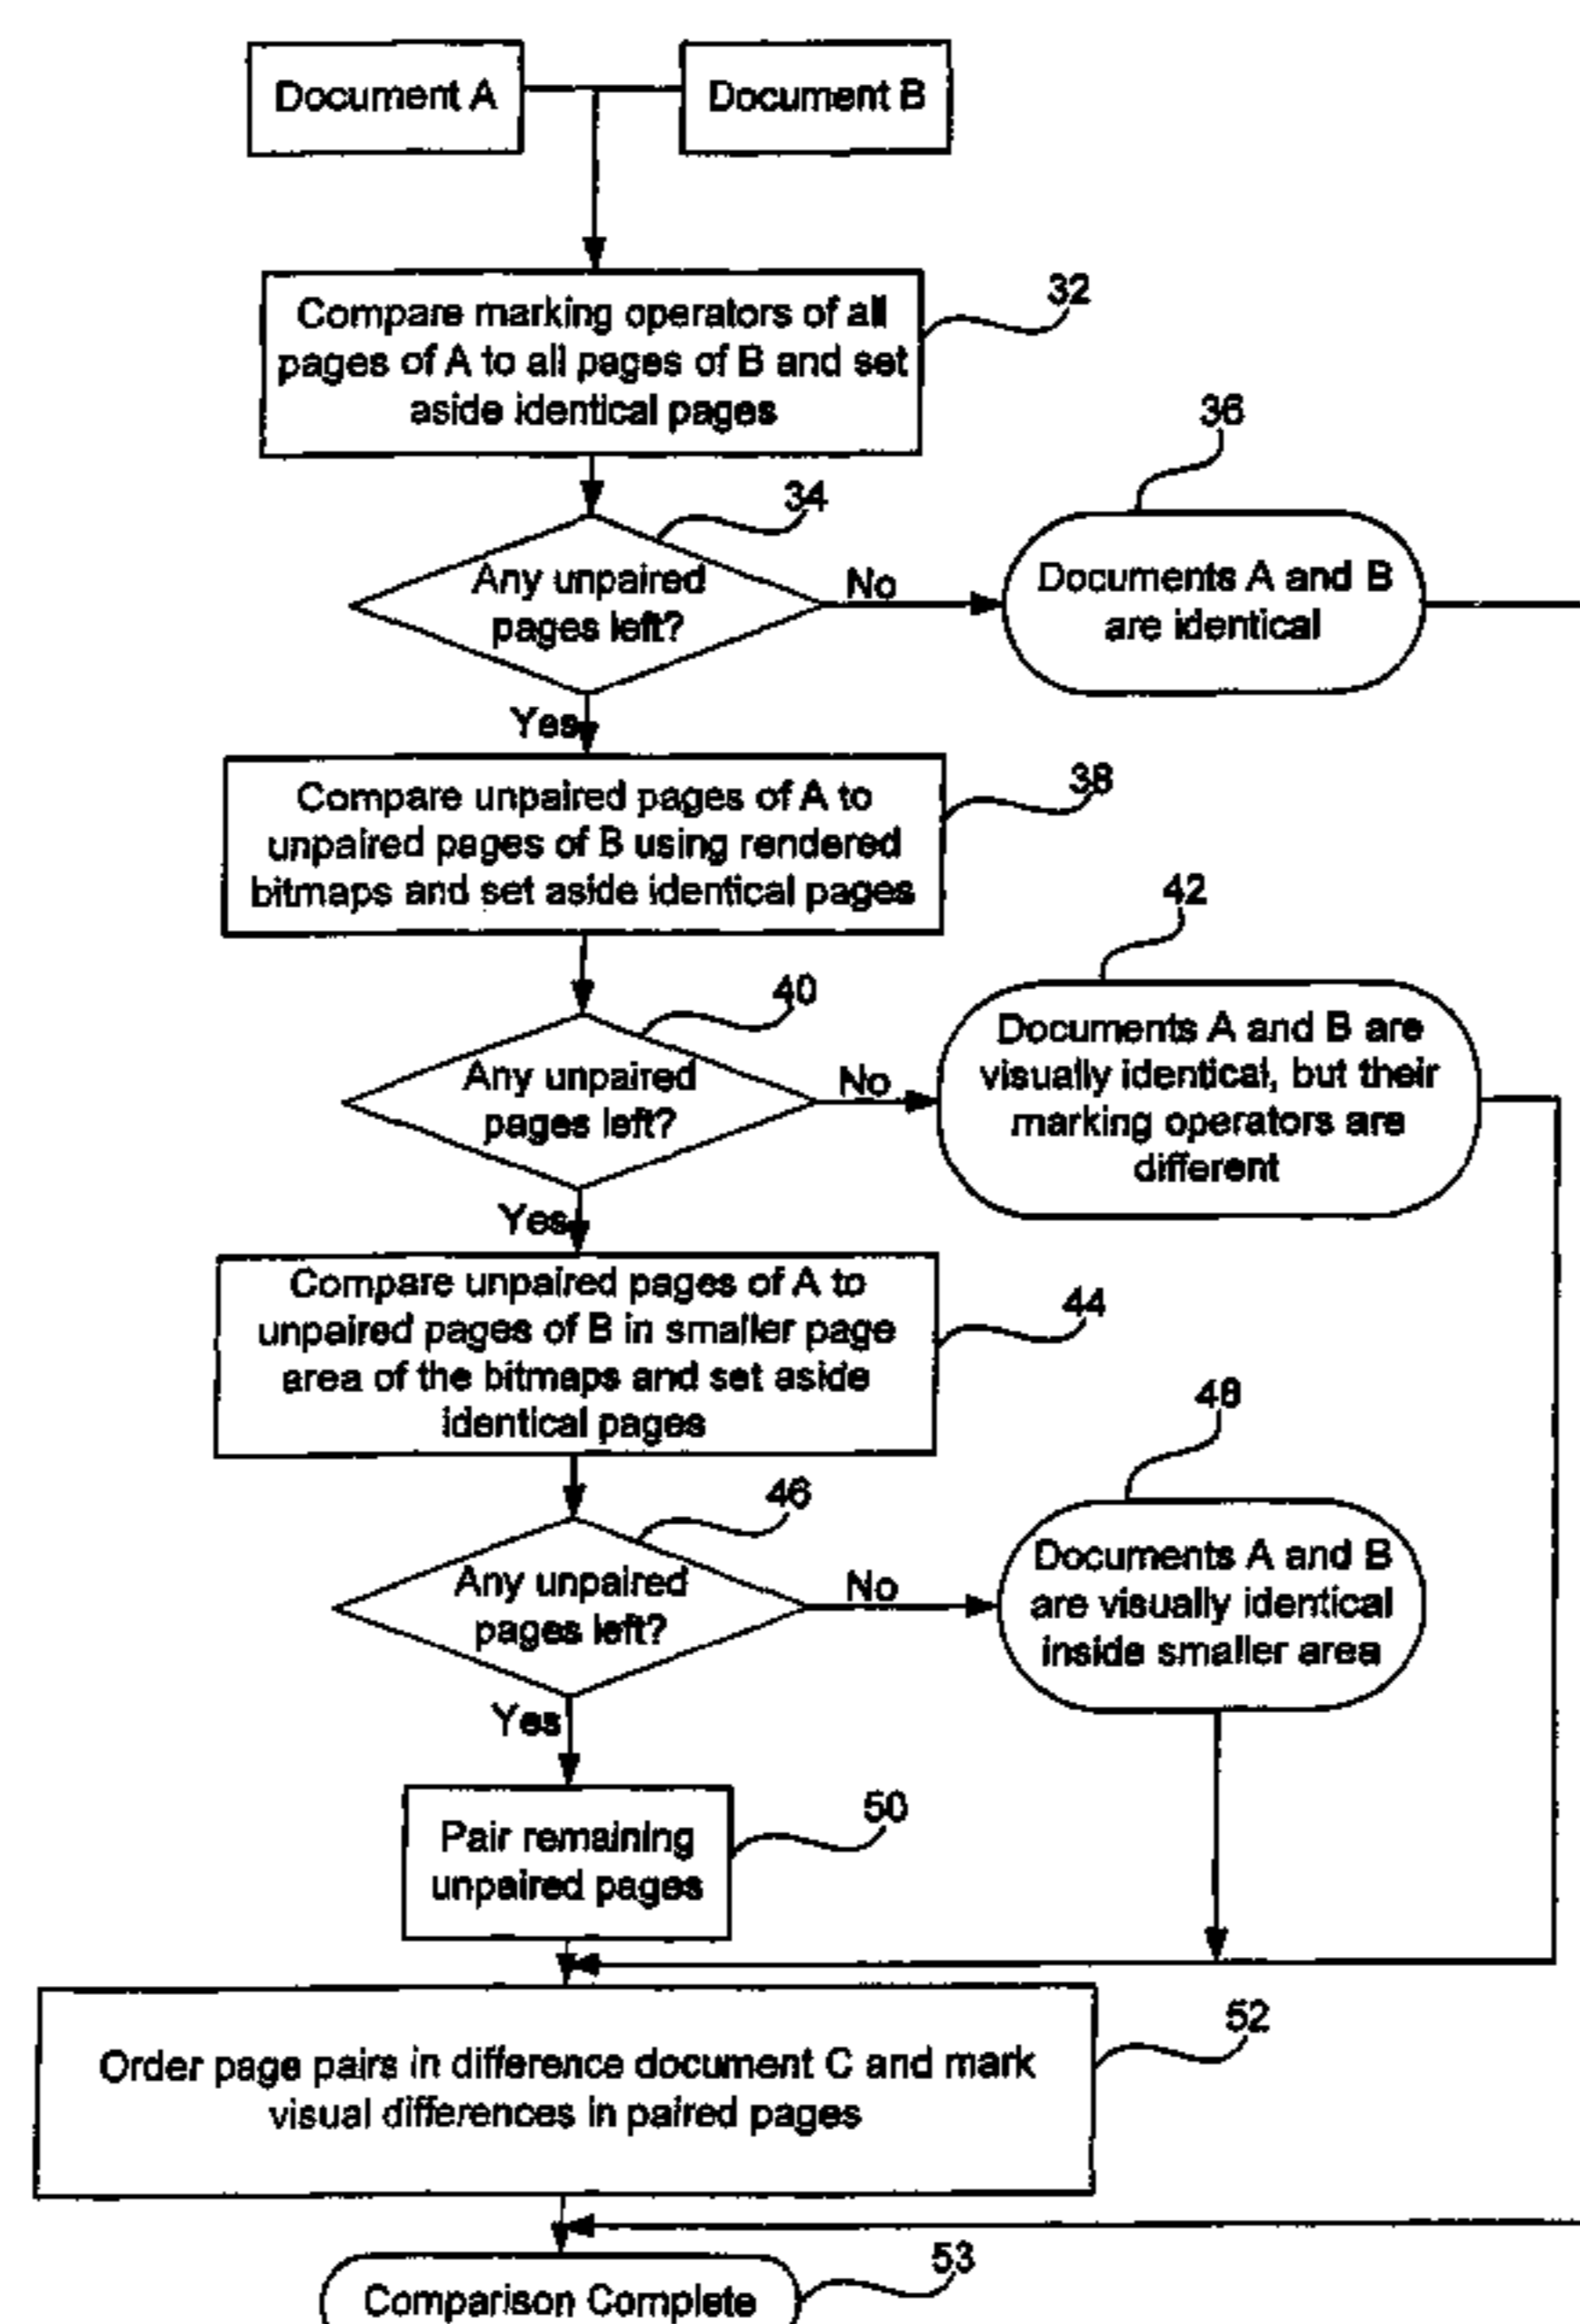 Document A
Document B
Compare marking operators of all
pages of A to all pages of B and set
aside identical pages
32
36
34
Any unpaired
pages left?
No
Documents A and B
are identical
Yes
Compare unpaired pages of A to
unpaired pages of B using rendered
bitmaps and set aside identical pages
38
42
40
Any unpaired
pages left?
No
Documents A and B are
visually identical, but their
marking operators are
different
Yes
Compare unpaired pages of A to
unpaired pages of B in smaller page
area of the bitmaps and set aside
identical pages
44
48
46
Any unpaired
pages left?
No
Documents A and B
are visually identical
inside smaller area
Yes
Pair remaining
unpaired pages
50
Order page pairs in difference document C and mark
visual differences in paired pages
52
53
Comparison Complete